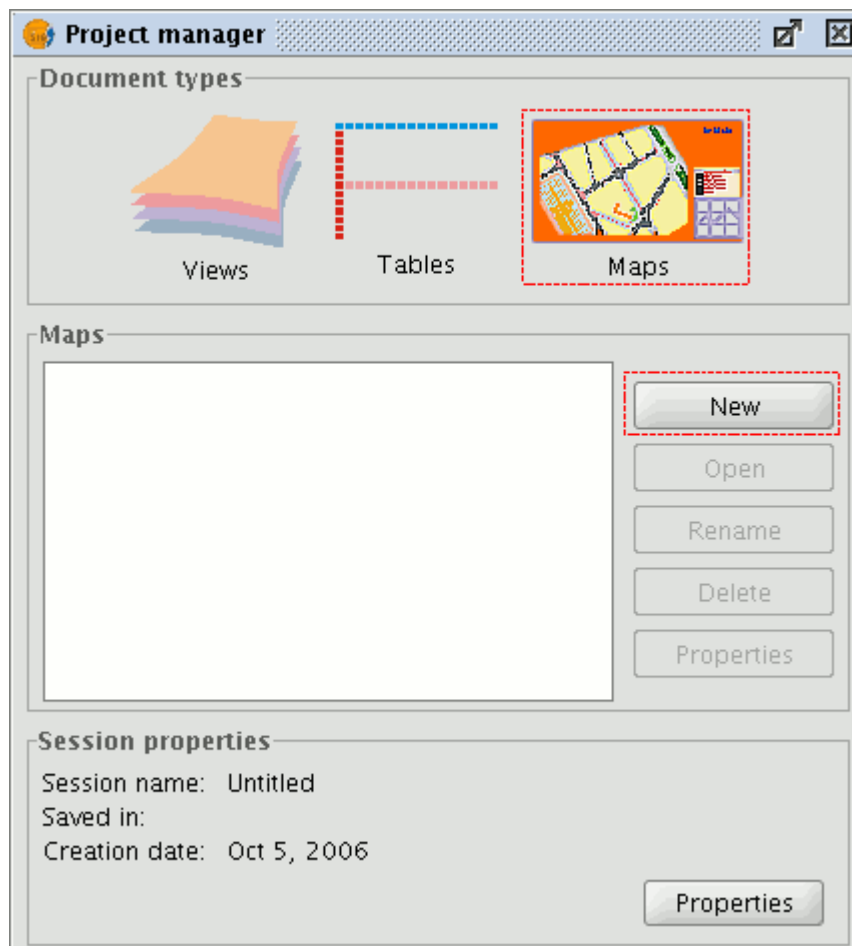 Project manager
Document types
Views
Tables
Maps
Maps
New
Open
Rename
Delete
Properties
Session properties
Session name: Untitled
Saved in:
Creation date: Oct 5, 2006
Properties